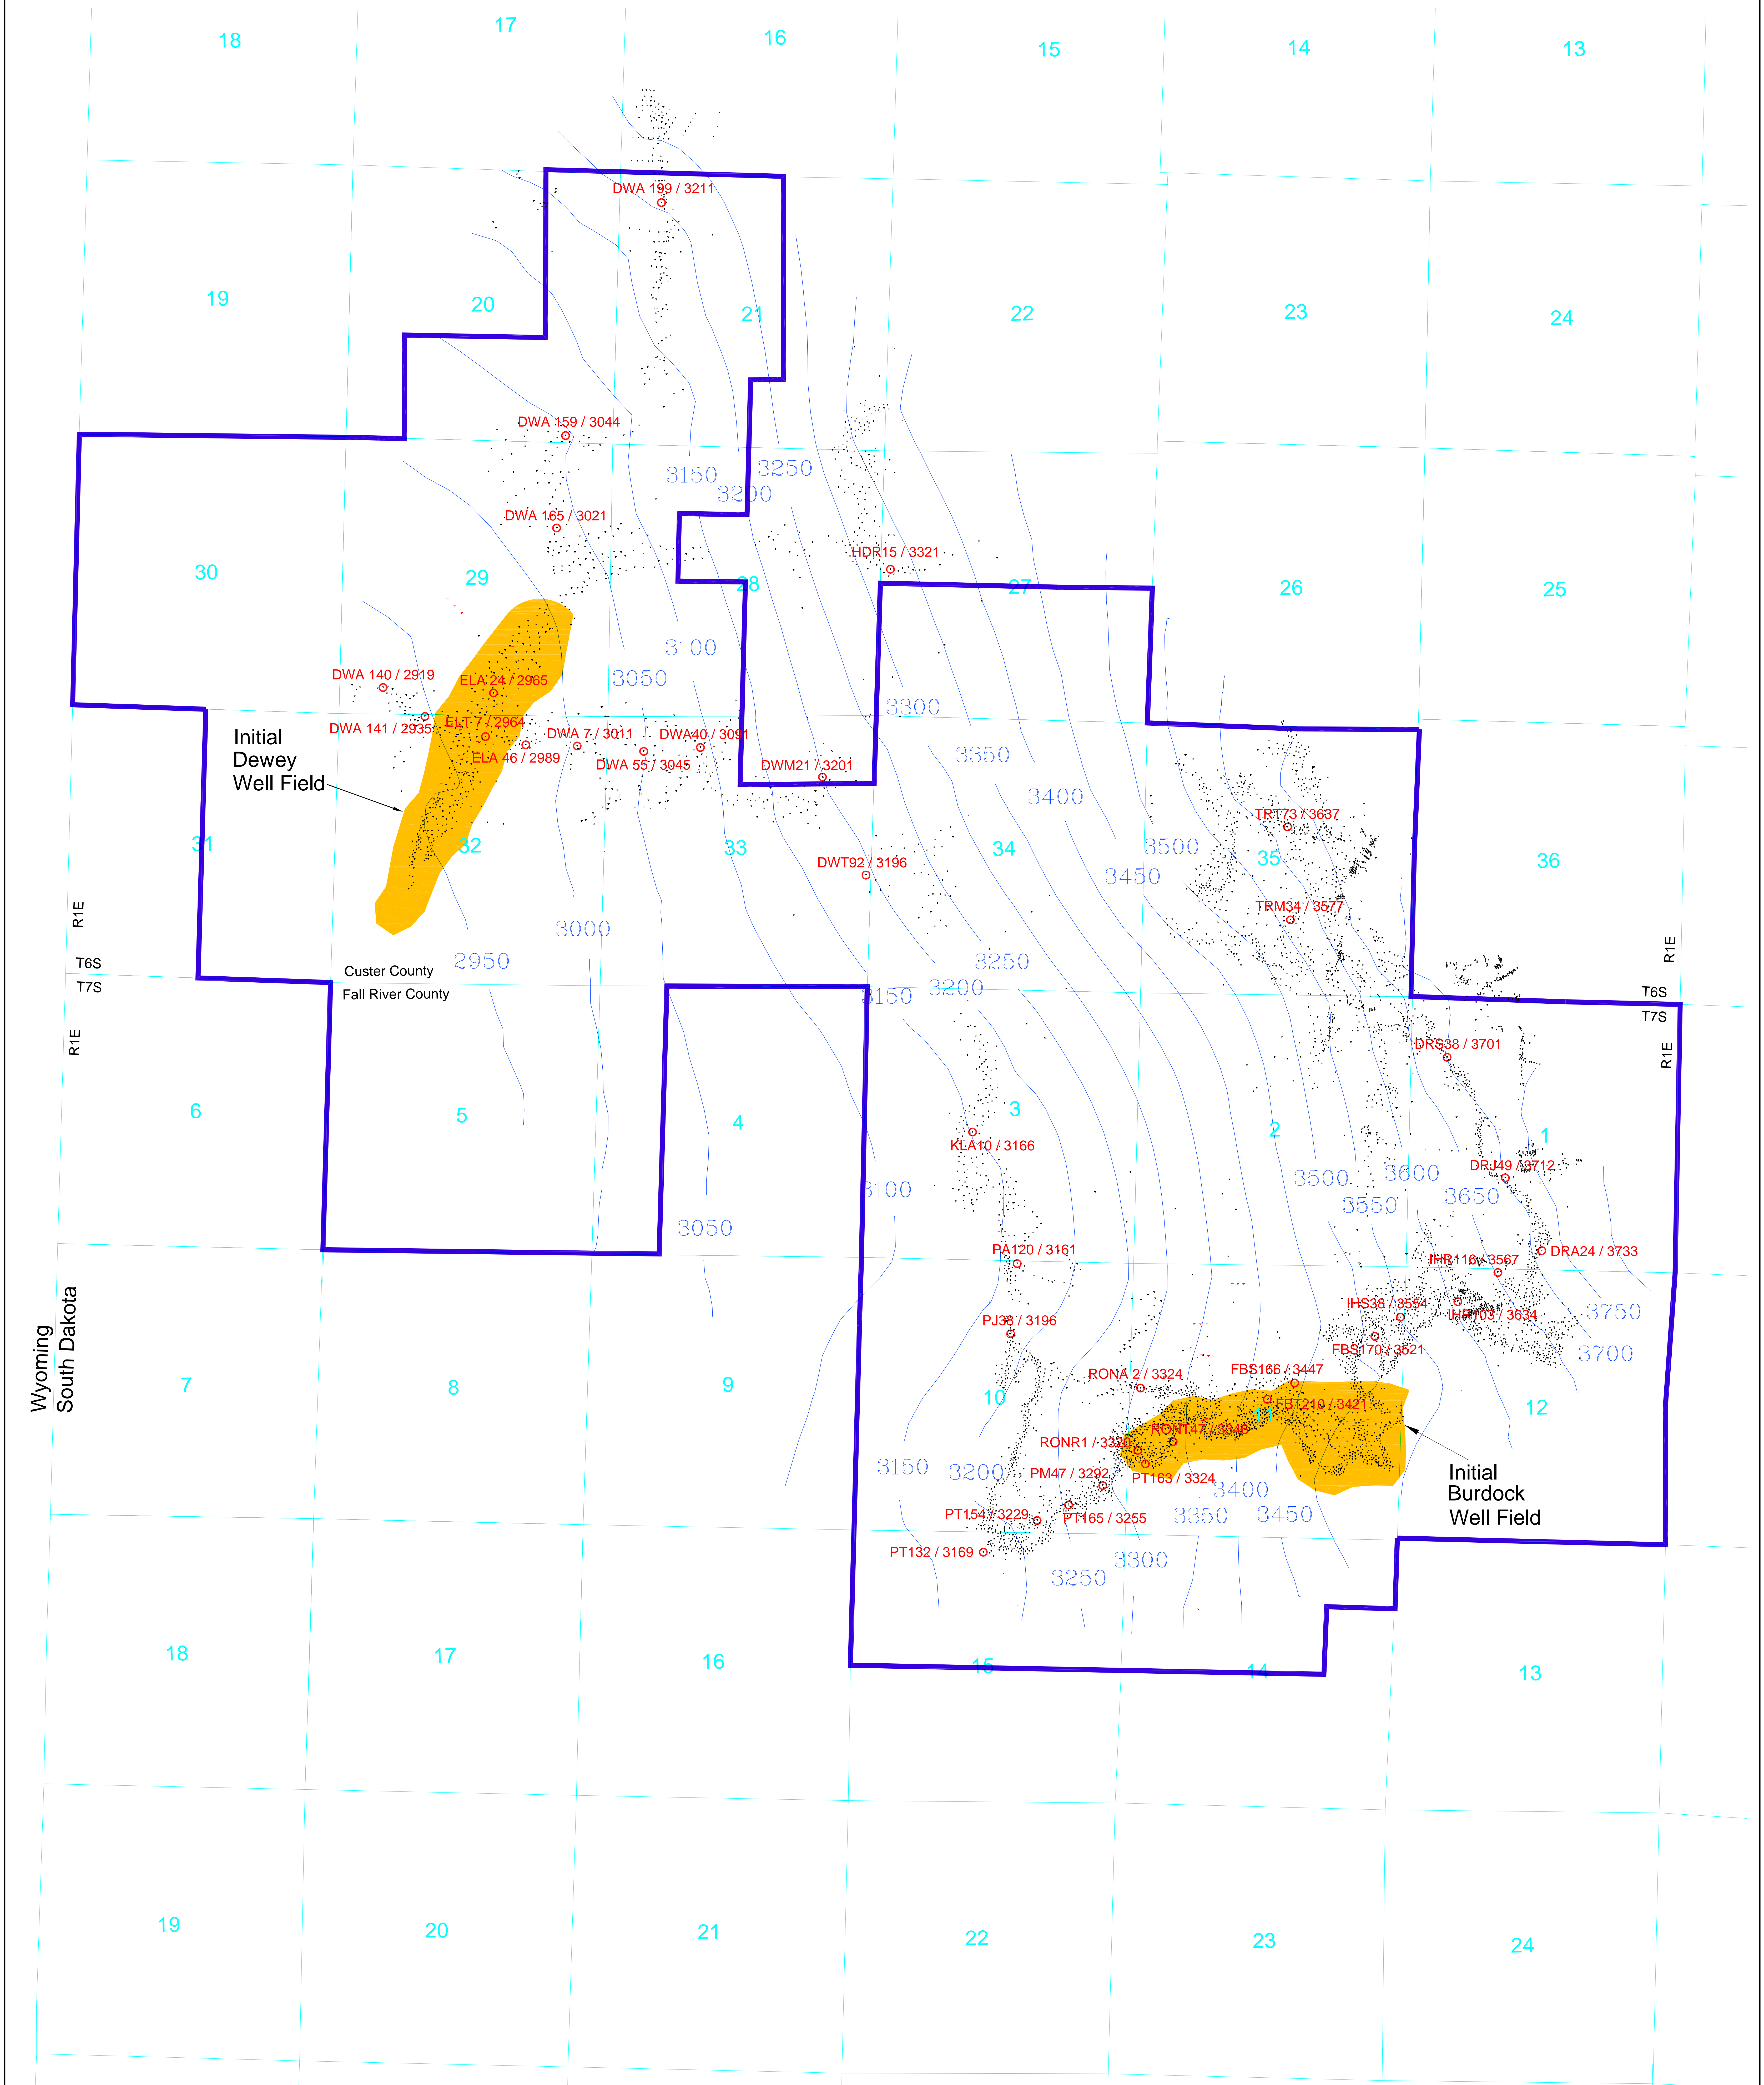 18
17
16
15
14
13
DWA 199 / 3211
19
20
21
22
23
24
DWA 159 / 3044
3150
3250
3200
DWA 165 / 3021
HDR15 / 3321
30
29
28
27
26
25
3100
3050
DWA 140 / 2919
ELA 24 / 2965
3300
DWA 141 / 2935
ELT 7 / 2964
Initial
Dewey
Well Field
ELA 46 / 2989
DWA 7 / 3011
DWA 55 / 3045
DWA40 / 3091
DWM21 / 3201
3350
3400
TRT73 / 3637
31
32
33
34
3500
35
36
DWT92 / 3196
3450
TRM34 / 3577
R1E
3000
R1E
2950
3250
T6S
Custer County
T7S
Fall River County
3150
3200
T6S
T7S
R1E
DRS38 / 3701
R1E
6
5
4
3
2
1
KLA10 / 3166
3100
3500
3600
DRJ49 / 3712
3650
3550
3050
PA120 / 3161
DRA24 / 3733
IHR116 / 3567
IHS38 / 3594
IHR103 / 3634
3750
PJ38 / 3196
FBS170 / 3521
3700
Wyoming
South Dakota
7
8
9
10
RONA 2 / 3324
FBS166 / 3447
FBT210 / 3421
11
12
RONT47 / 3348
RONR1 / 3320
3150
3200
PM47 / 3292
PT163 / 3324
3400
Initial
Burdock
Well Field
PT154 / 3229
PT165 / 3255
3350
3450
PT132 / 3169
3300
3250
18
17
16
15
14
13
19
20
21
22
23
24